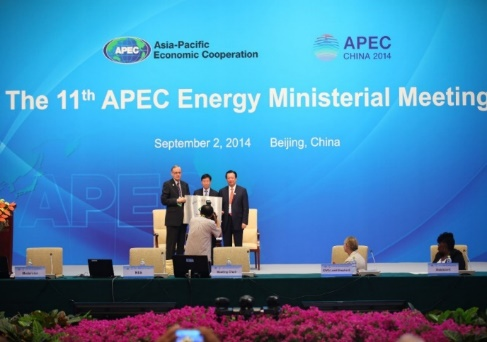 APEC
Asia-Pacific
Economic Cooperation
APEC
CHINA 2014
The 11th APEC Energy Ministerial Meeting
September 2, 2014 Beijing, China
APE